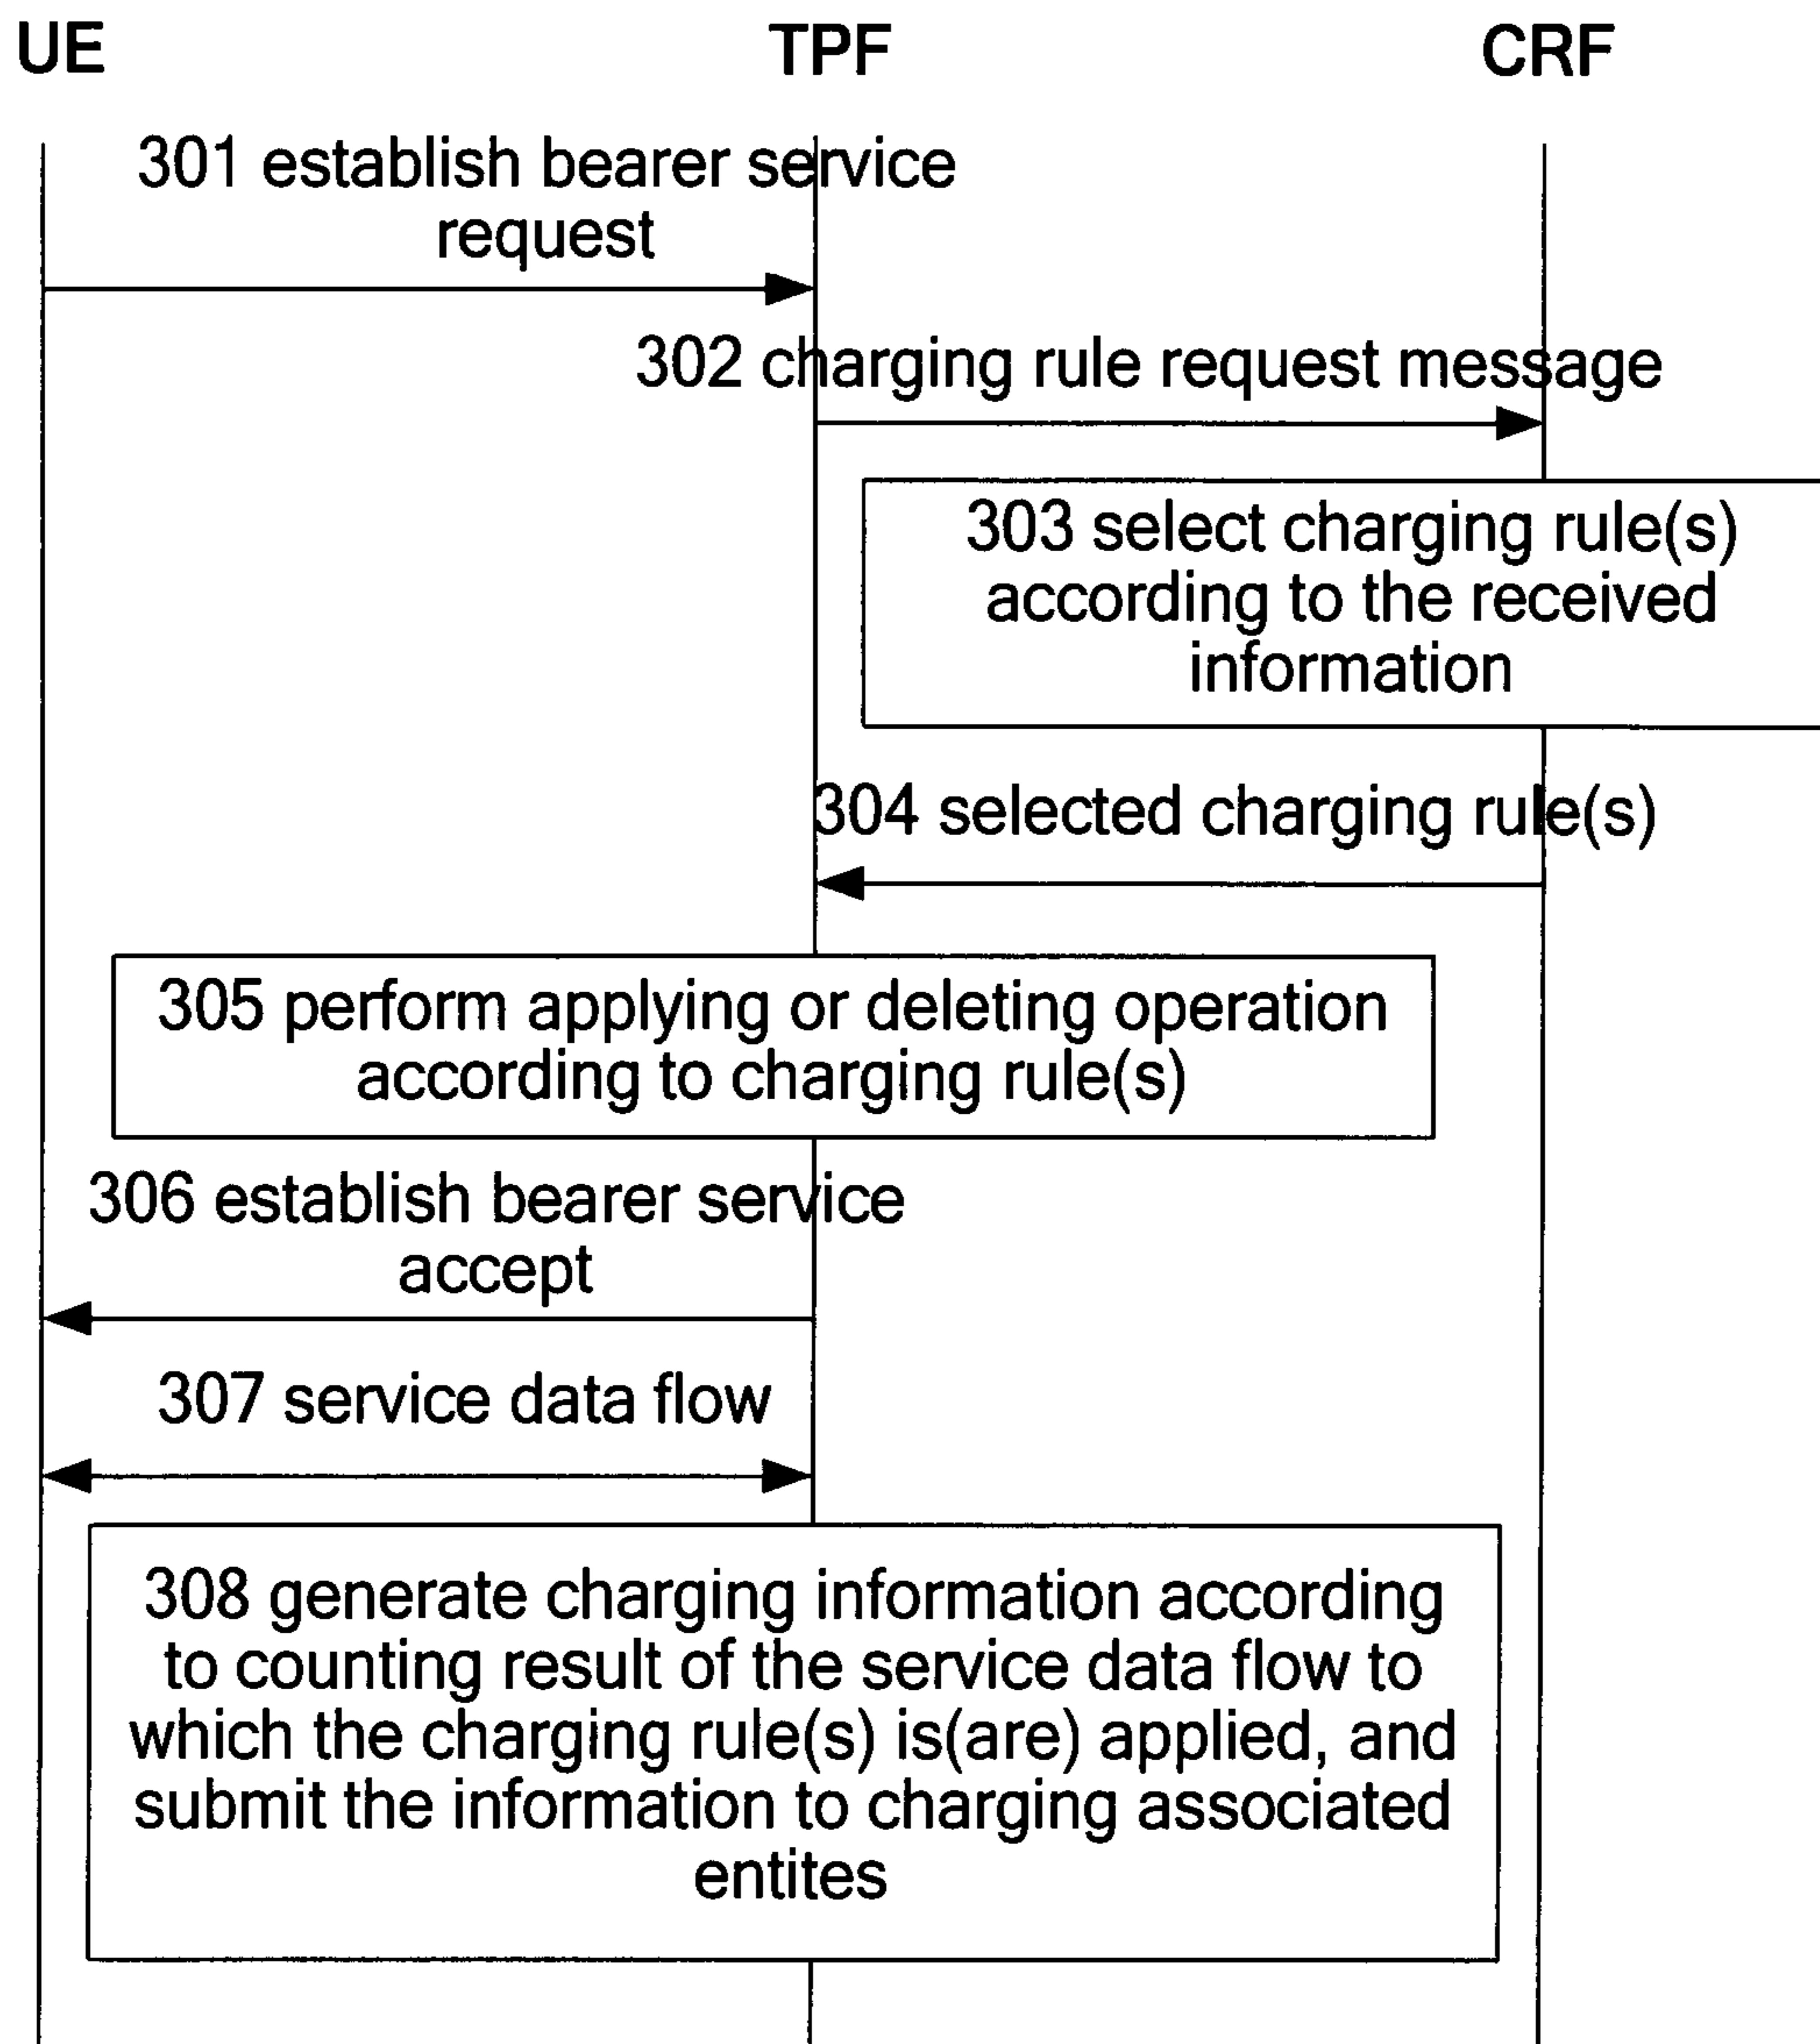 UE TPF CRF
301 establish bearer service
request
302 charging rule request message
303 select charging rule(s)
according to the received
information
304 selected charging rule(s)
305 perform applying or deleting operation
according to charging rule(s)
306 establish bearer service
accept
307 service data flow
308 generate charging information according
to counting result of the service data flow to
which the charging rule(s) is(are) applied, and
submit the information to charging associated
entites